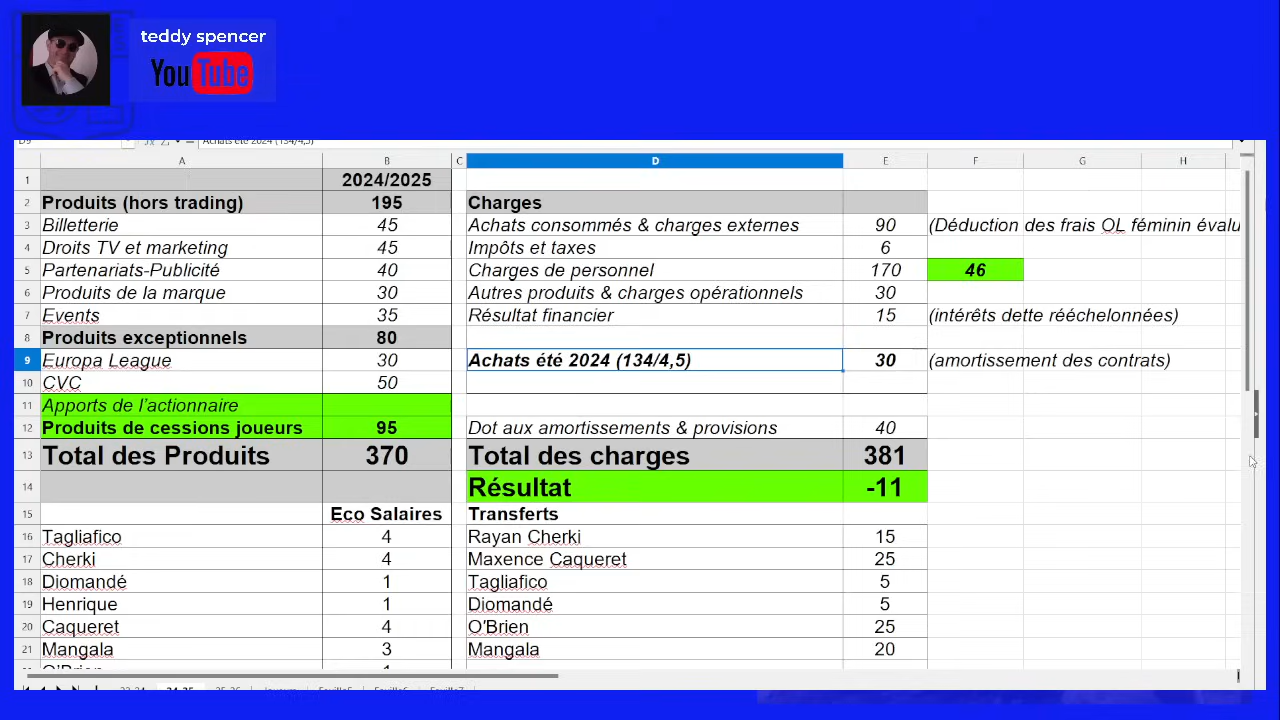 teddy spencer
YouTube
Achats été 2024 (134/4,5)
A B C D E F G H
1 2024/2025
2 Produits (hors trading) 195 Charges
3 Billetterie 45 Achats consommés & charges externes 90 (Déduction des frais OL féminin évalu
4 Droits TV et marketing 45 Impôts et taxes 6
5 Partenariats-Publicité 40 Charges de personnel 170 46
6 Produits de la marque 30 Autres produits & charges opérationnels 30
7 Events 35 Résultat financier 15 (intérêts dette rééchelonnées)
8 Produits exceptionnels 80
9 Europa League 30 Achats été 2024 (134/4,5) 30 (amortissement des contrats)
10 CVC 50
11 Apports de l'actionnaire
12 Produits de cessions joueurs 95 Dot aux amortissements & provisions 40
13 Total des Produits 370 Total des charges 381
14 Résultat -11
15 Eco Salaires Transferts
16 Tagliafico 4 Rayan Cherki 15
17 Cherki 4 Maxence Caqueret 25
18 Diomandé 1 Tagliafico 5
19 Henrique 1 Diomandé 5
20 Caqueret 4 O'Brien 25
21 Mangala 3 Mangala 20
O'Brien 1